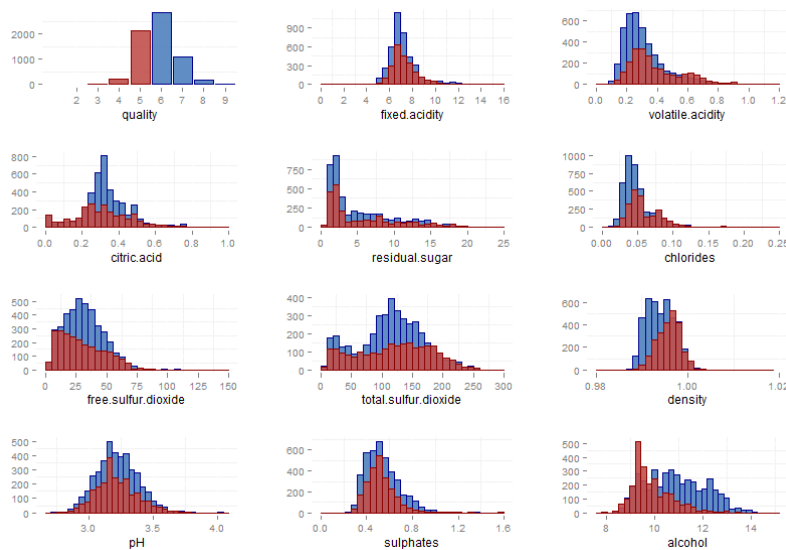 2000
1000
0
2 3 4 5 6 7 8 9
quality
900
600
300
0
0 2 4 6 8 10 12 14 16
fixed.acidity
600
400
200
0
0.0 0.2 0.4 0.6 0.8 1.0 1.2
volatile.acidity
800
600
400
200
0
0.0 0.2 0.4 0.6 0.8 1.0
citric.acid
750
500
250
0
0 5 10 15 20 25
residual.sugar
1000
750
500
250
0
0.00 0.05 0.10 0.15 0.20 0.25
chlorides
500
400
300
200
100
0
0 25 50 75 100 125 150
free.sulfur.dioxide
400
300
200
100
0
0 50 100 150 200 250 300
total.sulfur.dioxide
600
400
200
0
0.98 1.00 1.02
density
500
400
300
200
100
0
3.0 3.5 4.0
pH
600
400
200
0
0.0 0.4 0.8 1.2 1.6
sulphates
500
400
300
200
100
0
8 10 12 14
alcohol